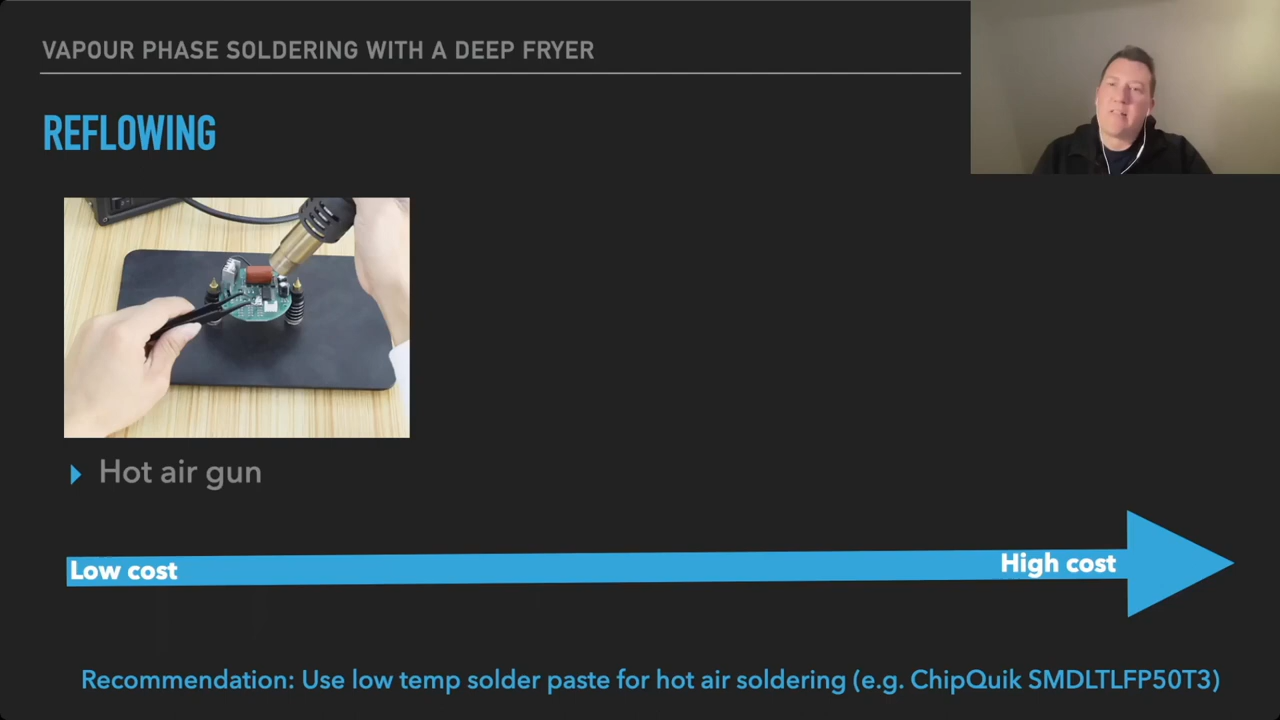 VAPOUR PHASE SOLDERING WITH A DEEP FRYER
REFLOWING
Hot air gun
Low cost
High cost
Recommendation: Use low temp solder paste for hot air soldering (e.g. ChipQuik SMDLTLFP50T3)